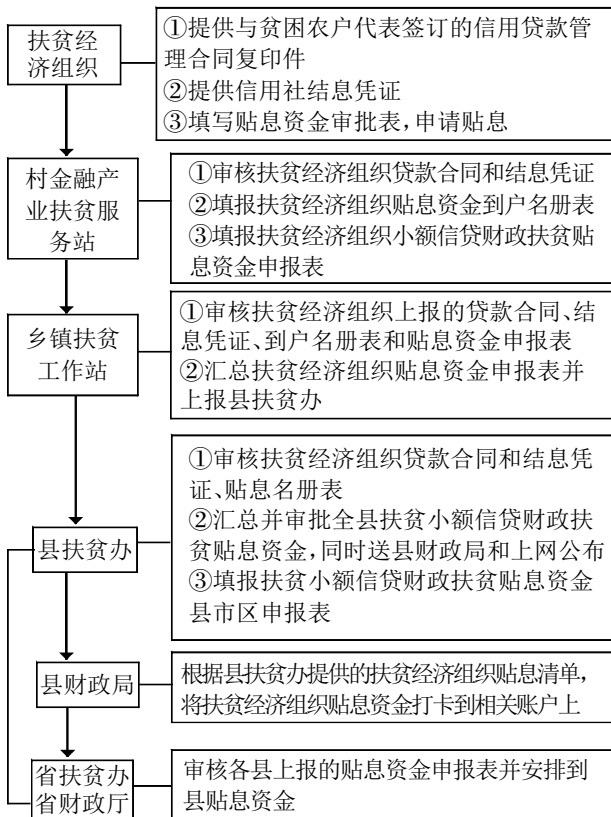 扶贫经
济组织
①提供与贫困农户代表签订的信用贷款管
理合同复印件
②提供信用社结息凭证
③填写贴息资金审批表,申请贴息
村金融产
业扶贫服
务站
①审核扶贫经济组织贷款合同和结息凭证
②填报扶贫经济组织贴息资金到户名册表
③填报扶贫经济组织小额信贷财政扶贫贴
息资金申报表
乡镇扶贫
工作站
①审核扶贫经济组织上报的贷款合同、结
息凭证、到户名册表和贴息资金申报表
②汇总扶贫经济组织贴息资金申报表并
上报县扶贫办
县扶贫办
①审核扶贫经济组织贷款合同和结息凭
证、贴息名册表
②汇总并审批全县扶贫小额信贷财政扶
贫贴息资金,同时送县财政局和上网公布
③填报扶贫小额信贷财政扶贫贴息资金
县市区申报表
县财政局
根据县扶贫办提供的扶贫经济组织贴息清单,
将扶贫经济组织贴息资金打卡到相关账户上
省扶贫办
省财政厅
审核各县上报的贴息资金申报表并安排到
县贴息资金